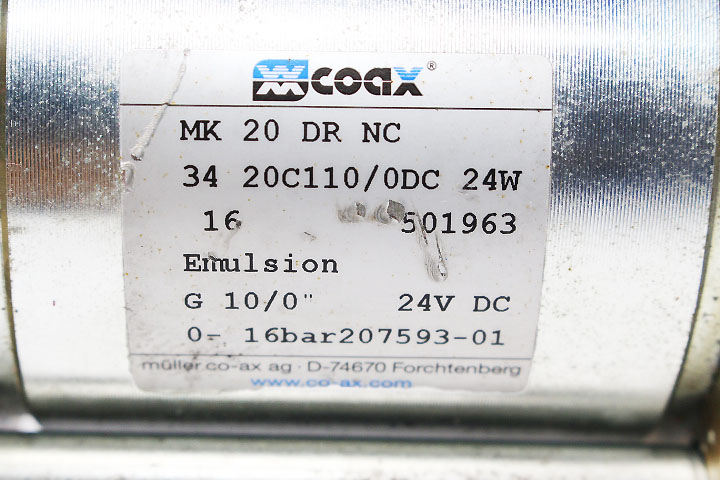 coax®
MK 20 DR NC
34 20C110/0DC 24W
16 501963
Emulsion
G 10/0" 24V DC
0- 16bar207593-01
müller co-ax ag · D-74670 Forchtenberg
www.co-ax.com